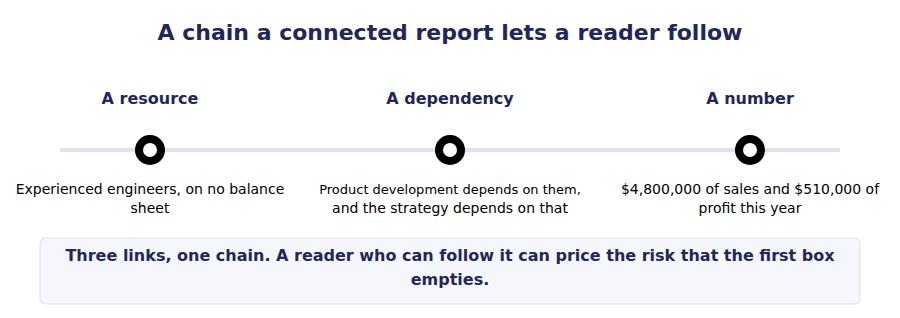 A chain a connected report lets a reader follow
A resource
A dependency
A number
Experienced engineers, on no balance
sheet
Product development depends on them,
and the strategy depends on that
$4,800,000 of sales and $510,000 of
profit this year
Three links, one chain. A reader who can follow it can price the risk that the first box
empties.